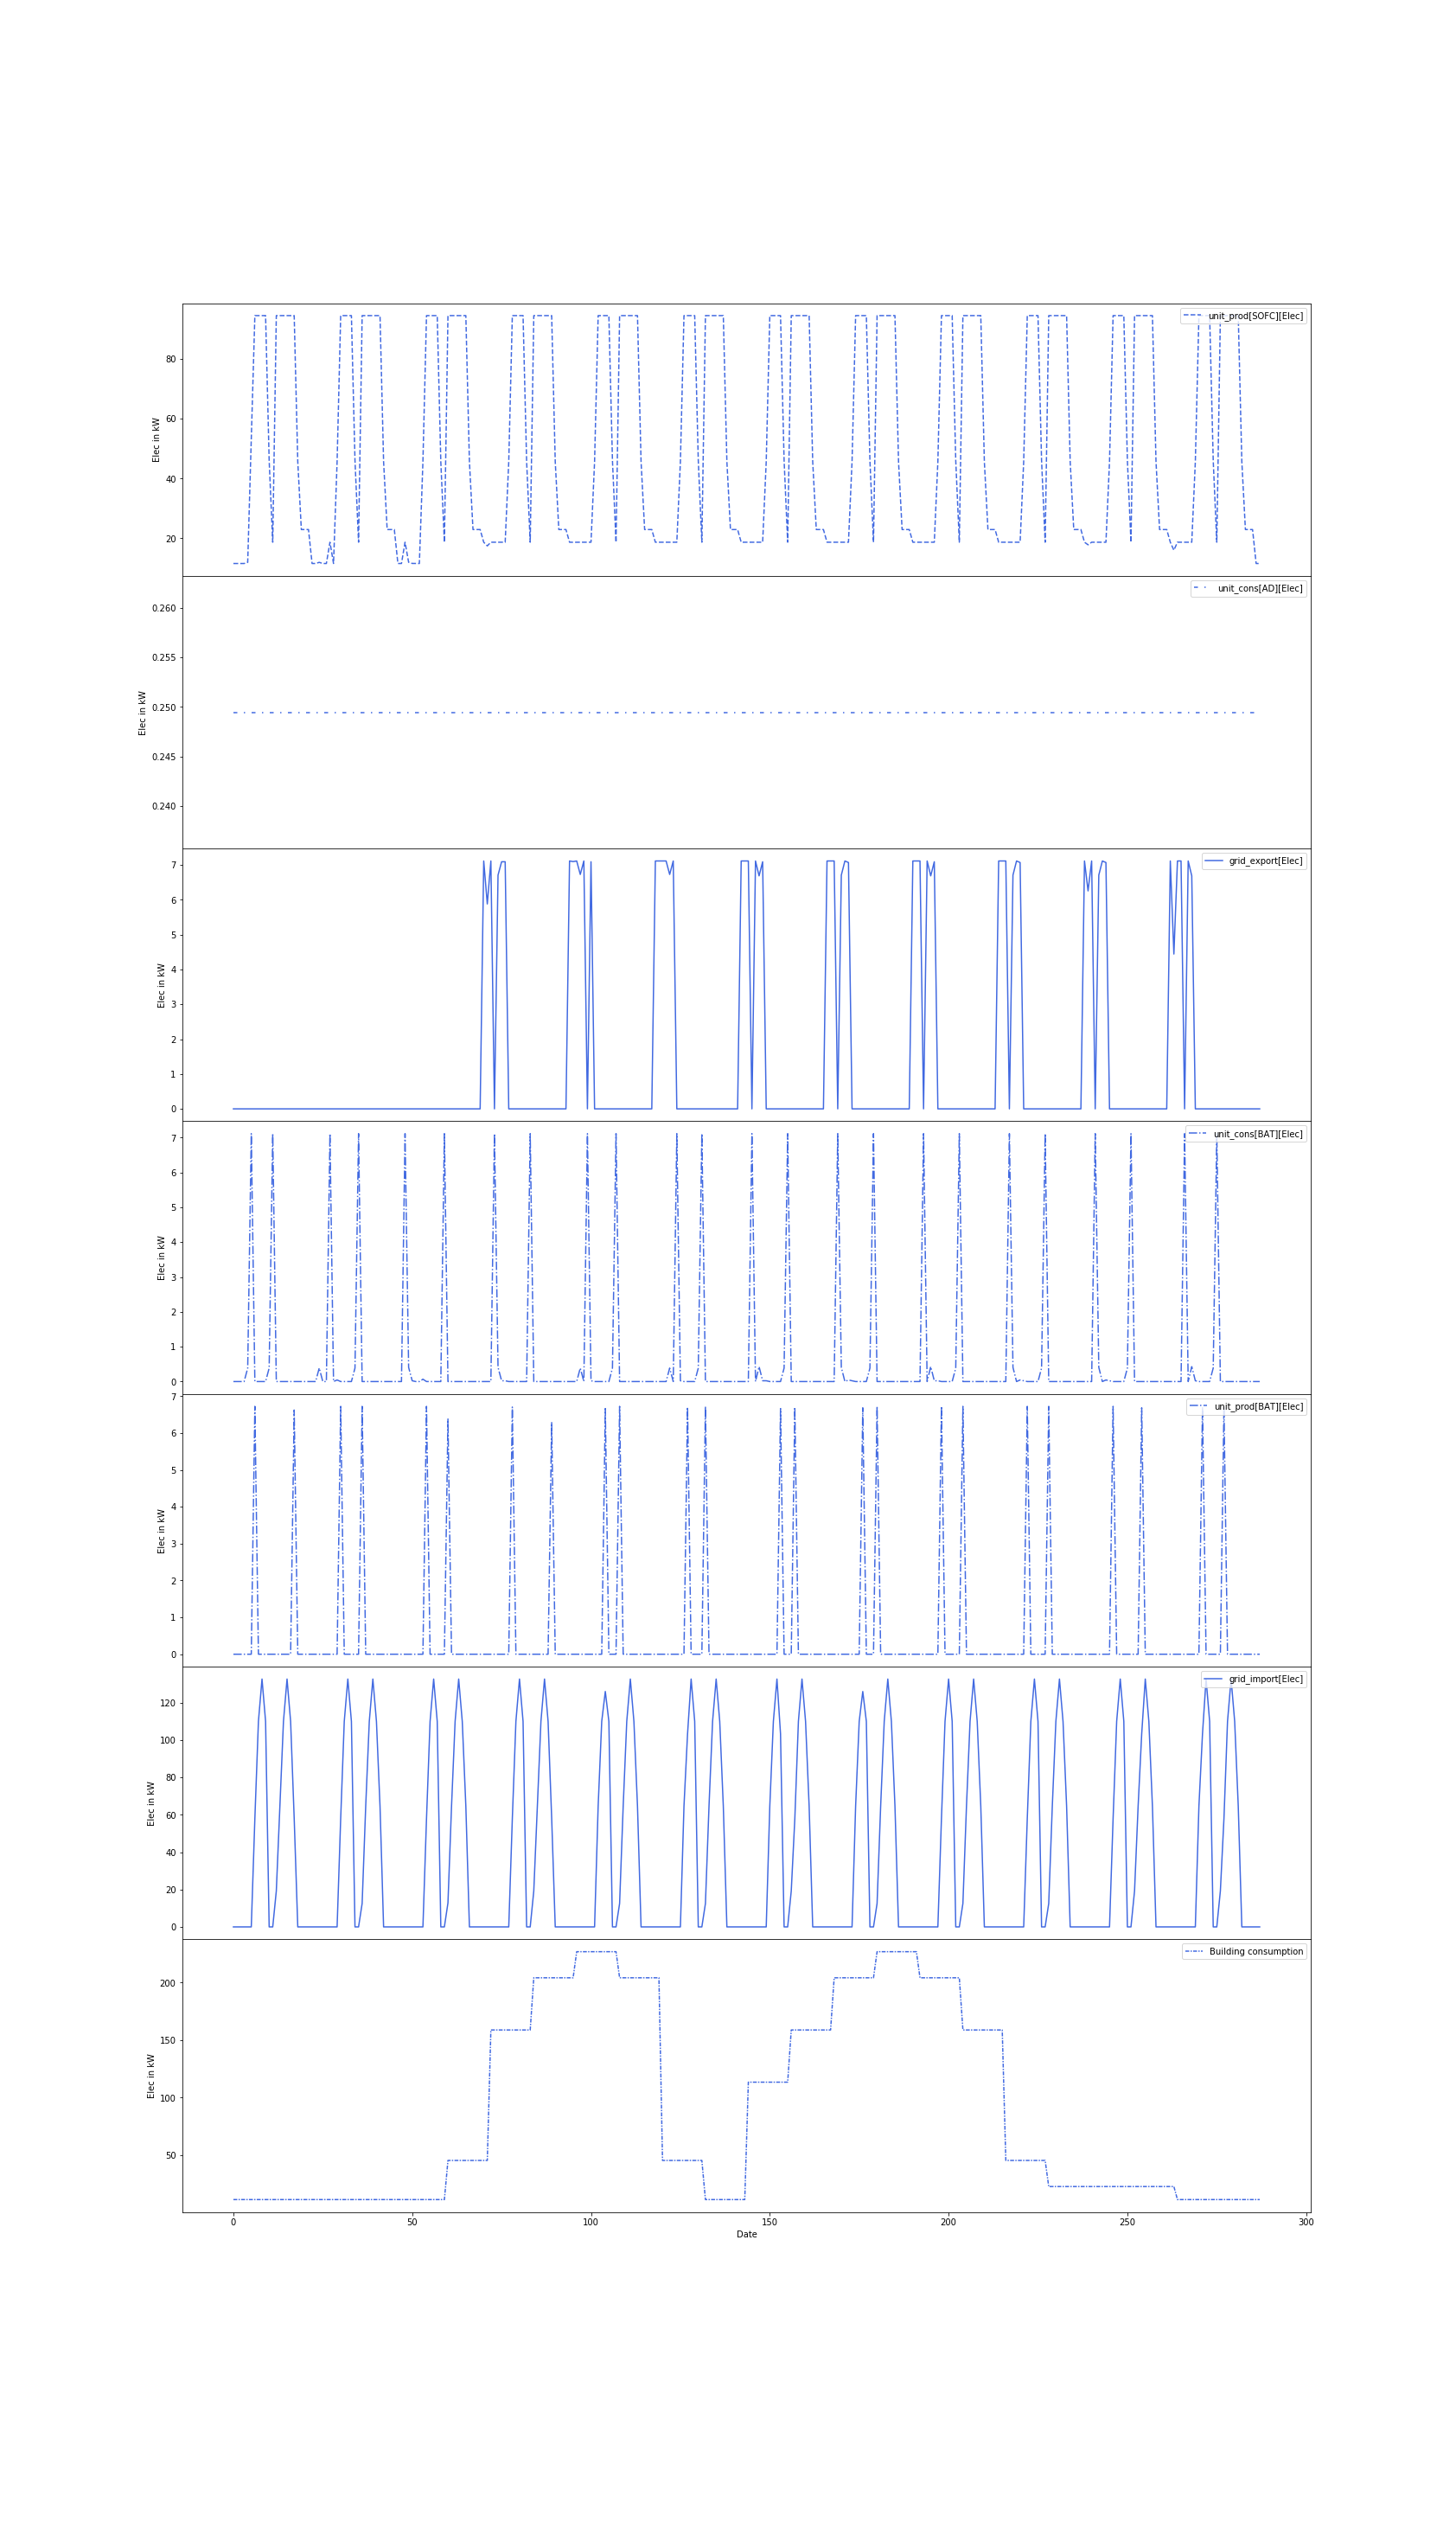 unit_prod[SOFC][Elec]
80
60
40
20
Elec in kW
unit_cons[AD][Elec]
0.260
0.255
0.250
0.245
0.240
Elec in kW
grid_export[Elec]
7
6
5
4
3
2
1
0
Elec in kW
unit_cons[BAT][Elec]
7
6
5
4
3
2
1
0
Elec in kW
unit_prod[BAT][Elec]
7
6
5
4
3
2
1
0
Elec in kW
grid_import[Elec]
120
100
80
60
40
20
0
Elec in kW
Building consumption
200
150
100
50
Elec in kW
0 50 100 150 200 250 300
Date